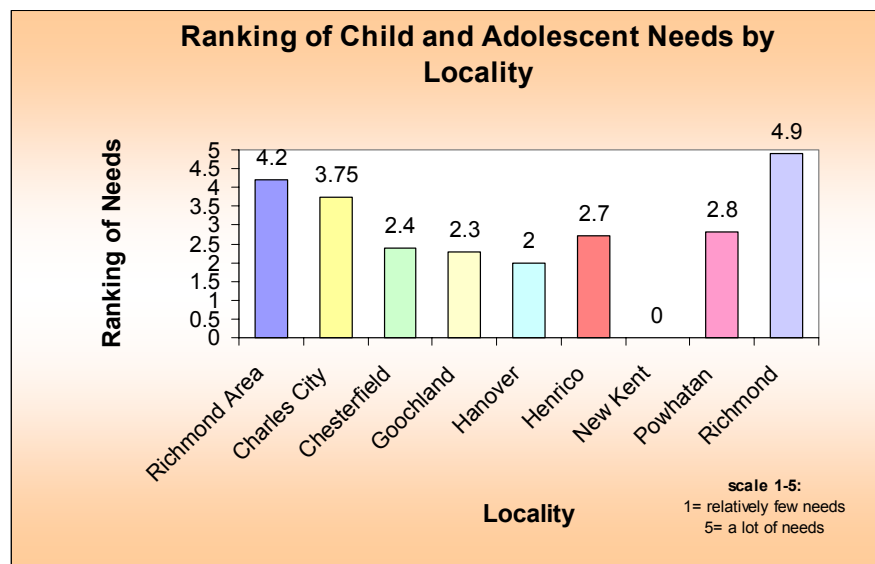 Ranking of Child and Adolescent Needs by
Locality
Ranking of Needs
5
4.5
4
3.5
3
2.5
2
1.5
1
0.5
0
4.2
3.75
2.4
2.3
2
2.7
0
2.8
4.9
Richmond Area
Charles City
Chesterfield
Goochland
Hanover
Henrico
New Kent
Powhatan
Richmond
Locality
scale 1-5:
1= relatively few needs
5= a lot of needs